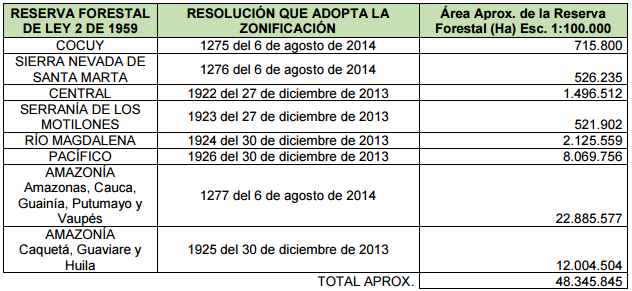 RESERVA FORESTAL DE LEY 2 DE 1959 | RESOLUCIÓN QUE ADOPTA LA ZONIFICACIÓN | Área Aprox. de la Reserva Forestal (Ha) Esc. 1:100.000
COCUY | 1275 del 6 de agosto de 2014 | 715.800
SIERRA NEVADA DE SANTA MARTA | 1276 del 6 de agosto de 2014 | 526.235
CENTRAL | 1922 del 27 de diciembre de 2013 | 1.496.512
SERRANÍA DE LOS MOTILONES | 1923 del 27 de diciembre de 2013 | 521.902
RÍO MAGDALENA | 1924 del 30 de diciembre de 2013 | 2.125.559
PACÍFICO | 1926 del 30 de diciembre de 2013 | 8.069.756
AMAZONÍA Amazonas, Cauca, Guainía, Putumayo y Vaupés | 1277 del 6 de agosto de 2014 | 22.885.577
AMAZONÍA Caquetá, Guaviare y Huila | 1925 del 30 de diciembre de 2013 | 12.004.504
TOTAL APROX. | 48.345.845